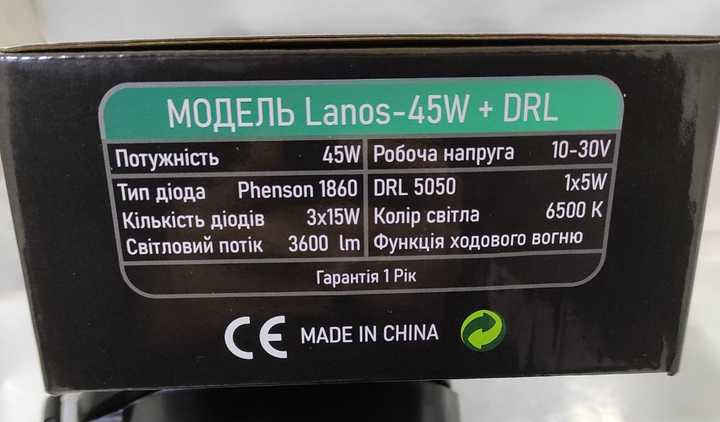 МОДЕЛЬ Lanos-45W + DRL
Потужність 45W Робоча напруга 10-30V
Тип діода Phenson 1860 DRL 5050 1x5W
Кількість діодів 3x15W Колір світла 6500 K
Світловий потік 3600 lm Функція ходового вогню
Гарантія 1 Рік
CE MADE IN CHINA